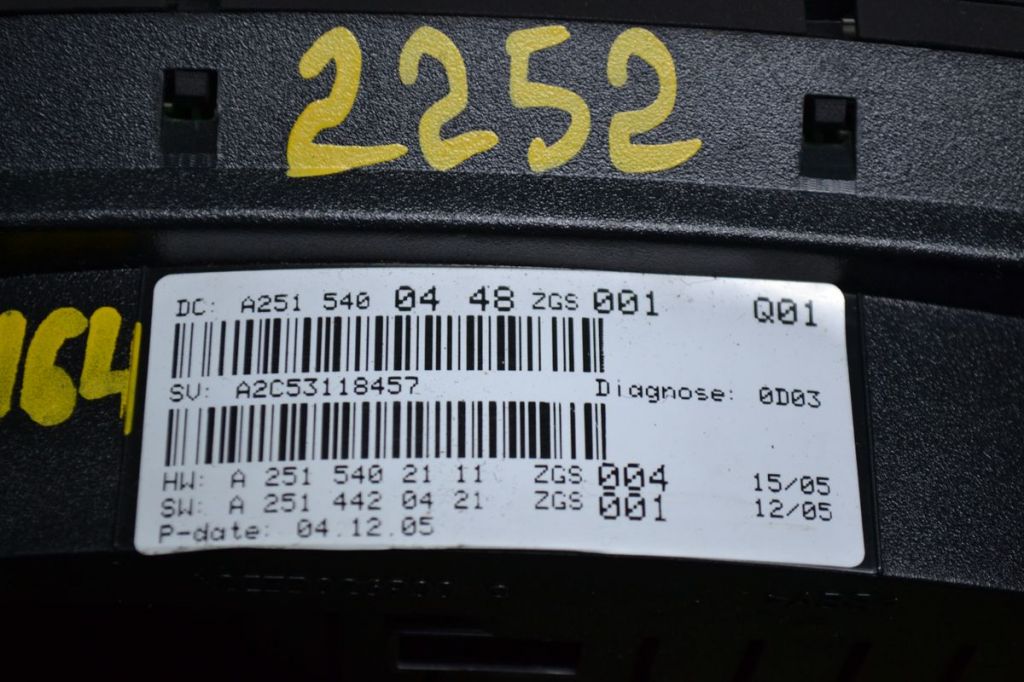 2252
DC: A251 540 04 48 ZGS 001 Q01
SV: A2C53118457 Diagnose: 0D03
164
HW: A 251 540 21 11 ZGS 004 15/05
SW: A 251 442 04 21 ZGS 001 12/05
P-date: 04.12.05